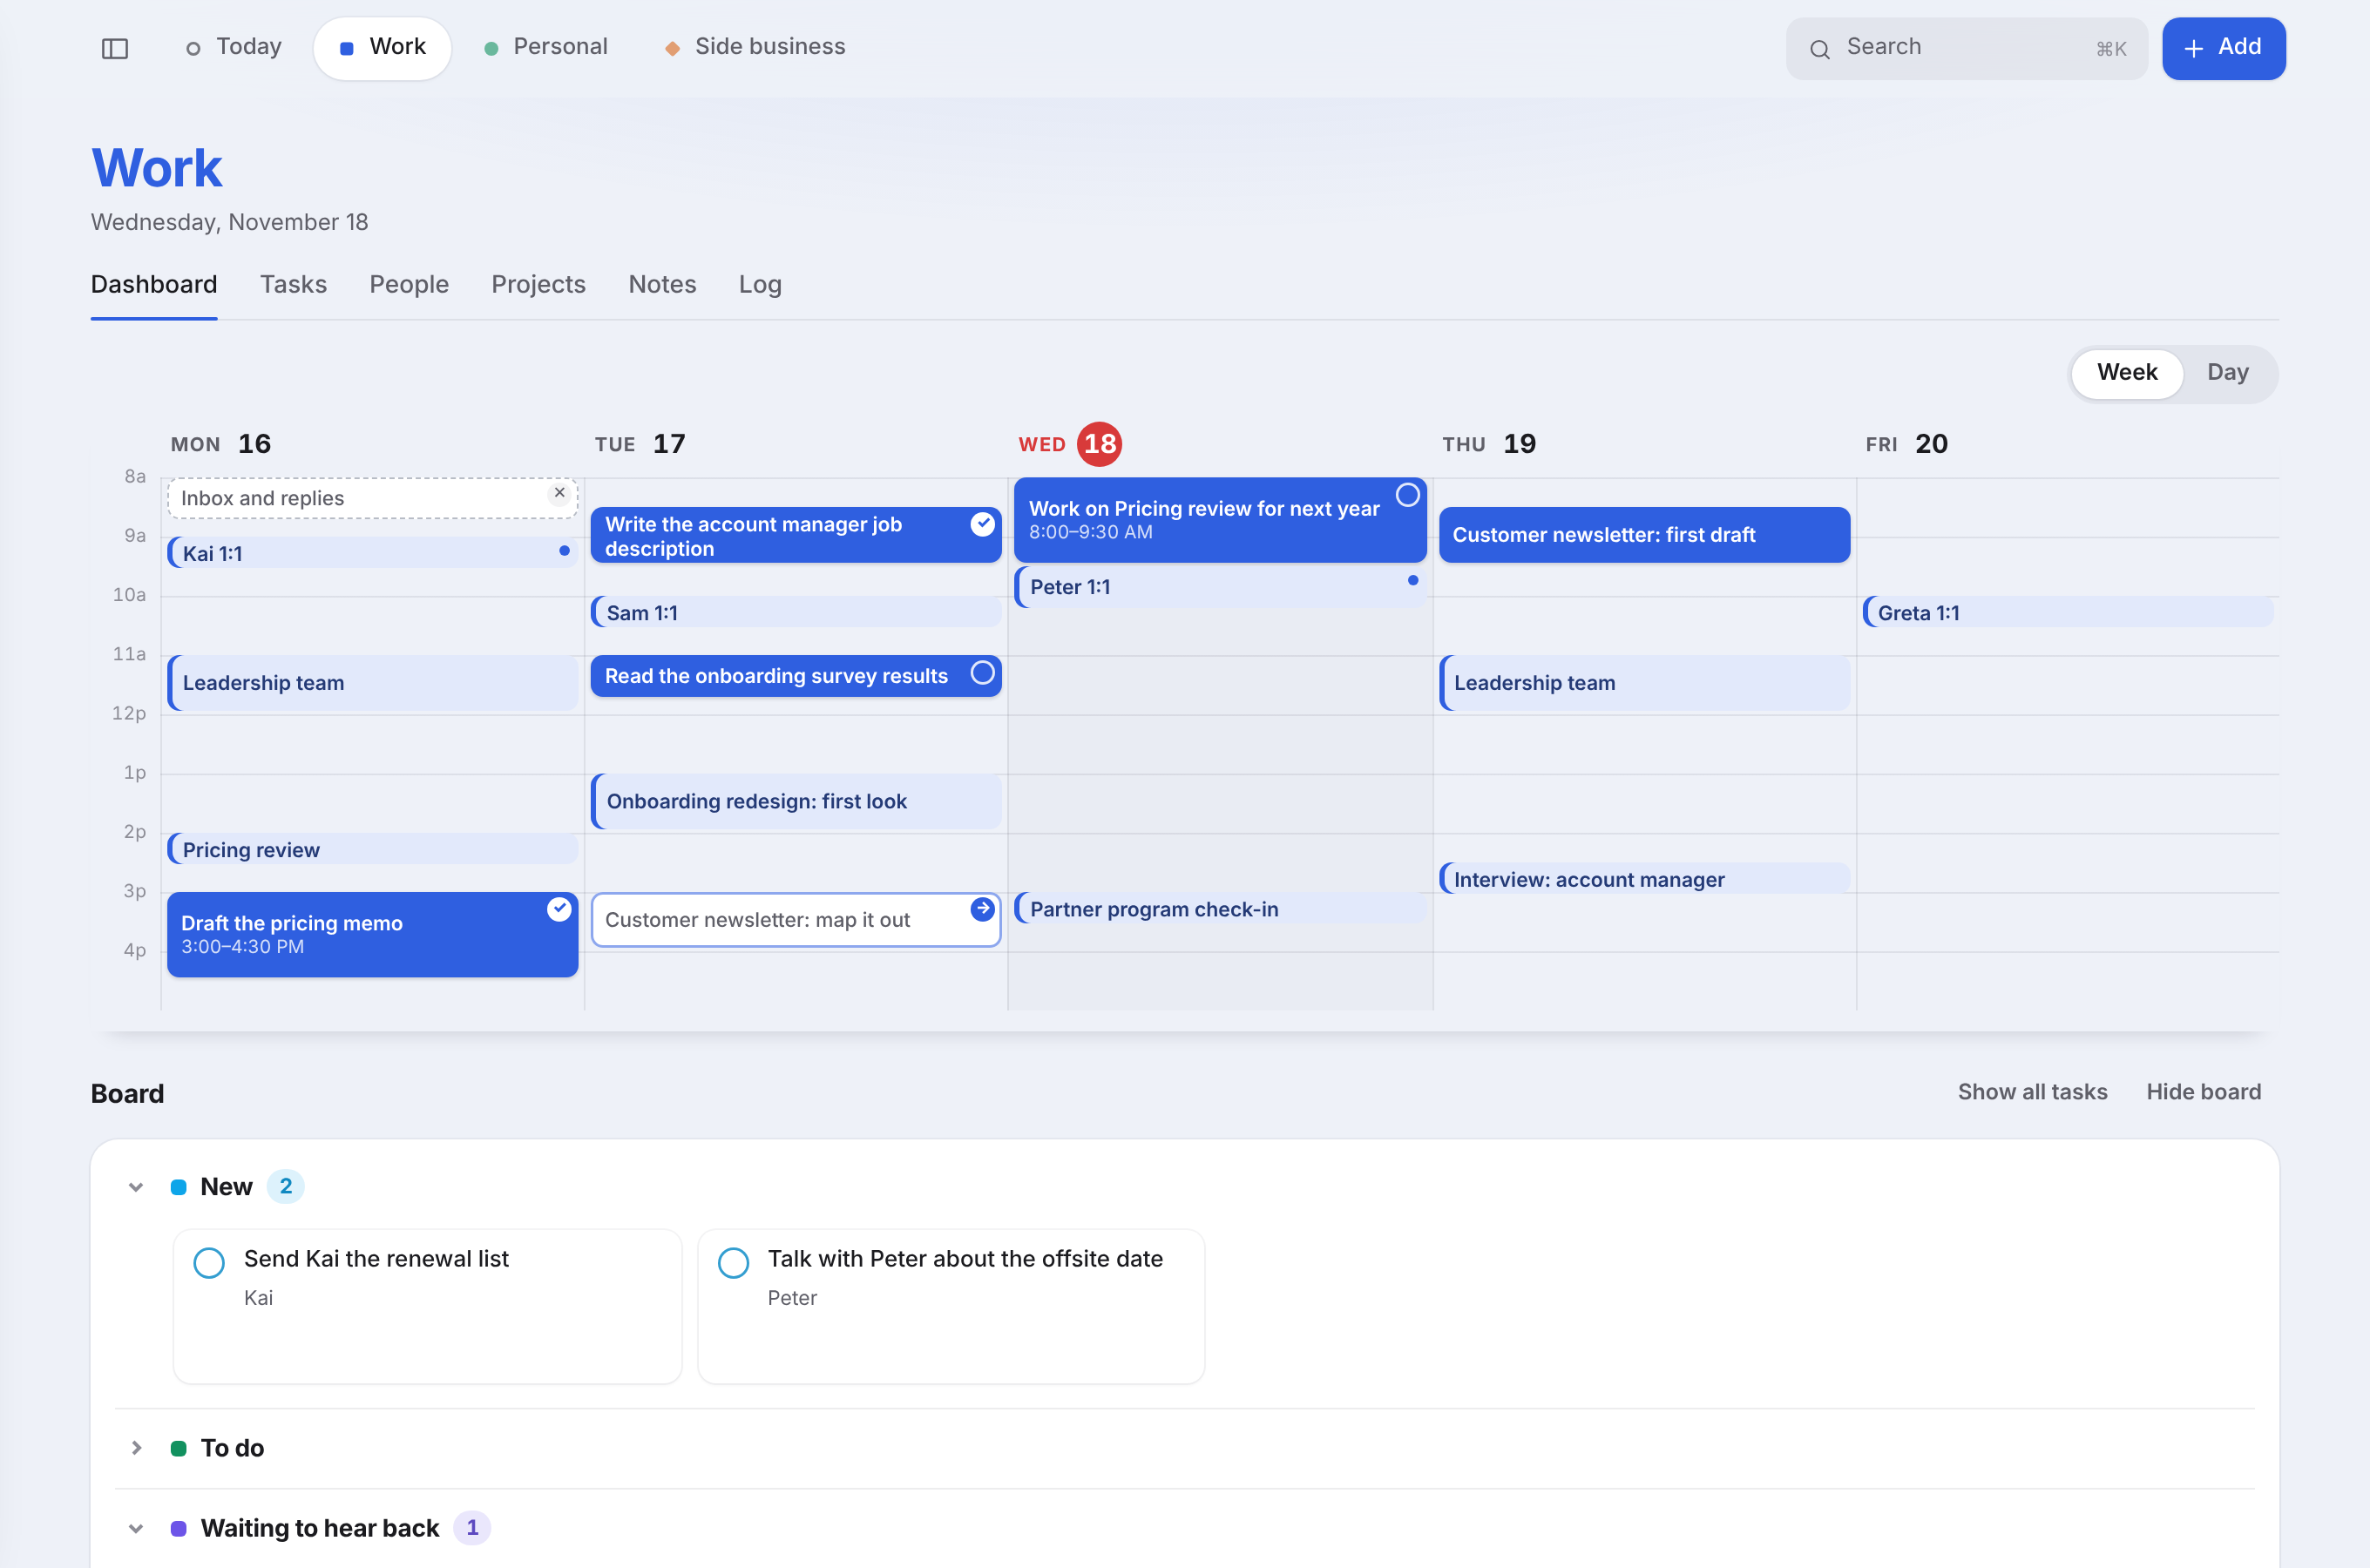 Today
Work
Personal
Side business
Search
⌘K
Add
Work
Wednesday, November 18
Dashboard
Tasks
People
Projects
Notes
Log
Week
Day
MON 16
TUE 17
WED 18
THU 19
FRI 20
8a
9a
10a
11a
12p
1p
2p
3p
4p
Inbox and replies
Kai 1:1
Leadership team
Pricing review
Draft the pricing memo
3:00–4:30 PM
Write the account manager job
description
Sam 1:1
Read the onboarding survey results
Onboarding redesign: first look
Customer newsletter: map it out
Work on Pricing review for next year
8:00–9:30 AM
Peter 1:1
Partner program check-in
Customer newsletter: first draft
Leadership team
Interview: account manager
Greta 1:1
Board
Show all tasks
Hide board
New 2
Send Kai the renewal list
Kai
Talk with Peter about the offsite date
Peter
To do
Waiting to hear back 1